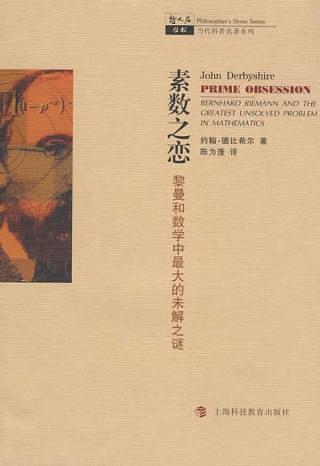 哲人石
丛书
Philosopher's Stone Series
当代科普名著系列
John Derbyshire
PRIME OBSESSION
BERNHARD RIEMANN AND THE
GREATEST UNSOLVED PROBLEM
IN MATHEMATICS
素数之恋
约翰·德比希尔 著
陈为蓬 译
黎曼和数学中最大的未解之谜
上海科技教育出版社